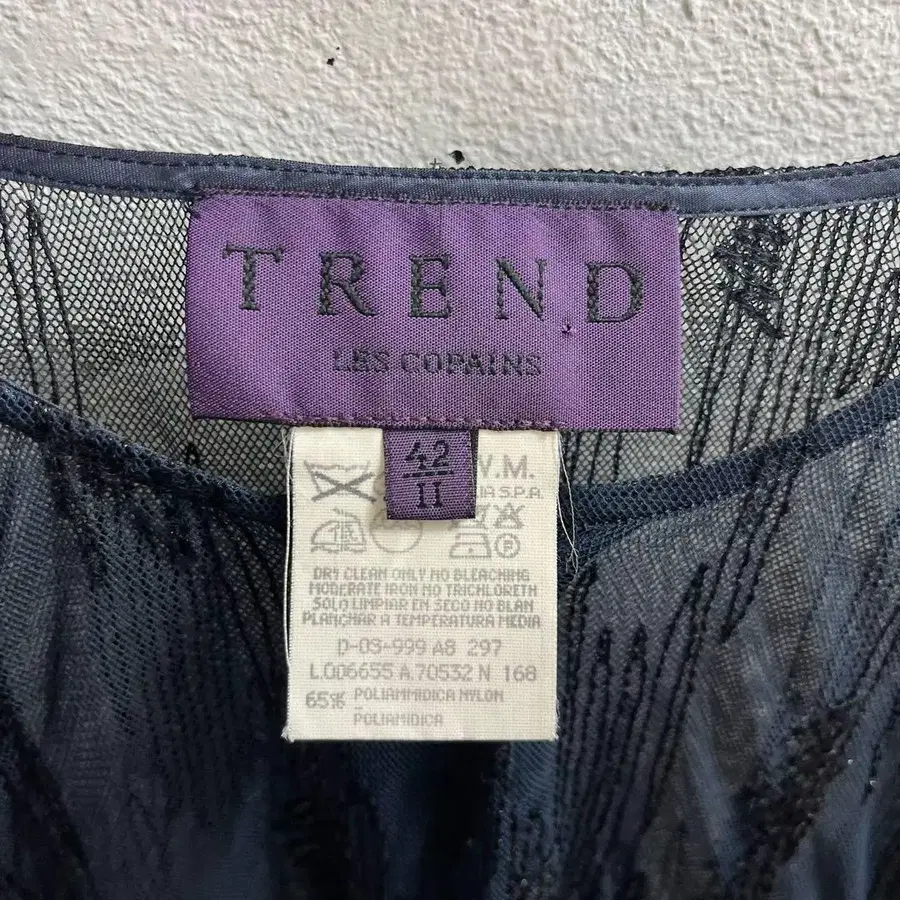 TREND
LES COPAINS
42
II
W.M.
IA S.P.A.
DRY CLEAN ONLY NO BLEACHING
MODERATE IRON NO TRICHLORETH
SOLO LIMPIAR EN SECO NO BLAN
PLANCHAR A TEMPERATURA MEDIA
D-03-999 A8 297
L.006655 A.70532 N 168
65% POLIAMMIDICA NYLON
POLIAMIDICA